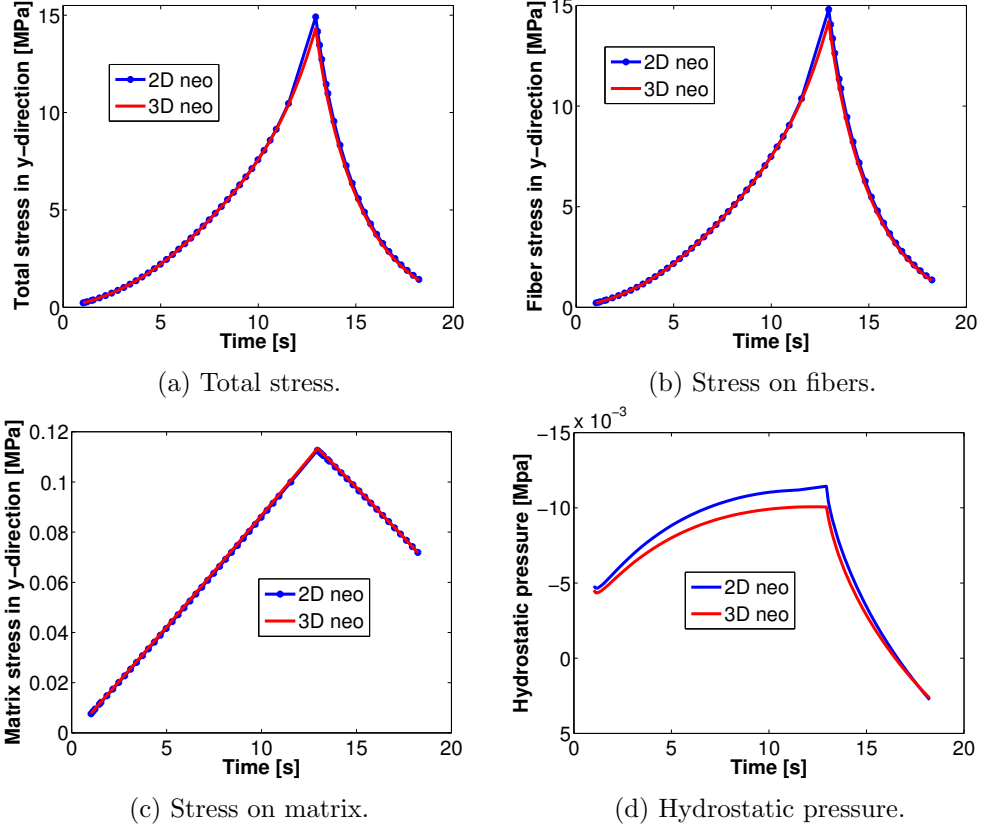 Total stress in y-direction [MPa]
15
10
5
0
2D neo
3D neo
0 5 10 15 20
Time [s]
(a) Total stress.
Fiber stress in y-direction [MPa]
15
10
5
0
2D neo
3D neo
0 5 10 15 20
Time [s]
(b) Stress on fibers.
Matrix stress in y-direction [MPa]
0.12
0.1
0.08
0.06
0.04
0.02
0
2D neo
3D neo
0 5 10 15 20
Time [s]
(c) Stress on matrix.
x 10⁻³
Hydrostatic pressure [Mpa]
-15
-10
-5
0
5
2D neo
3D neo
0 5 10 15 20
Time [s]
(d) Hydrostatic pressure.